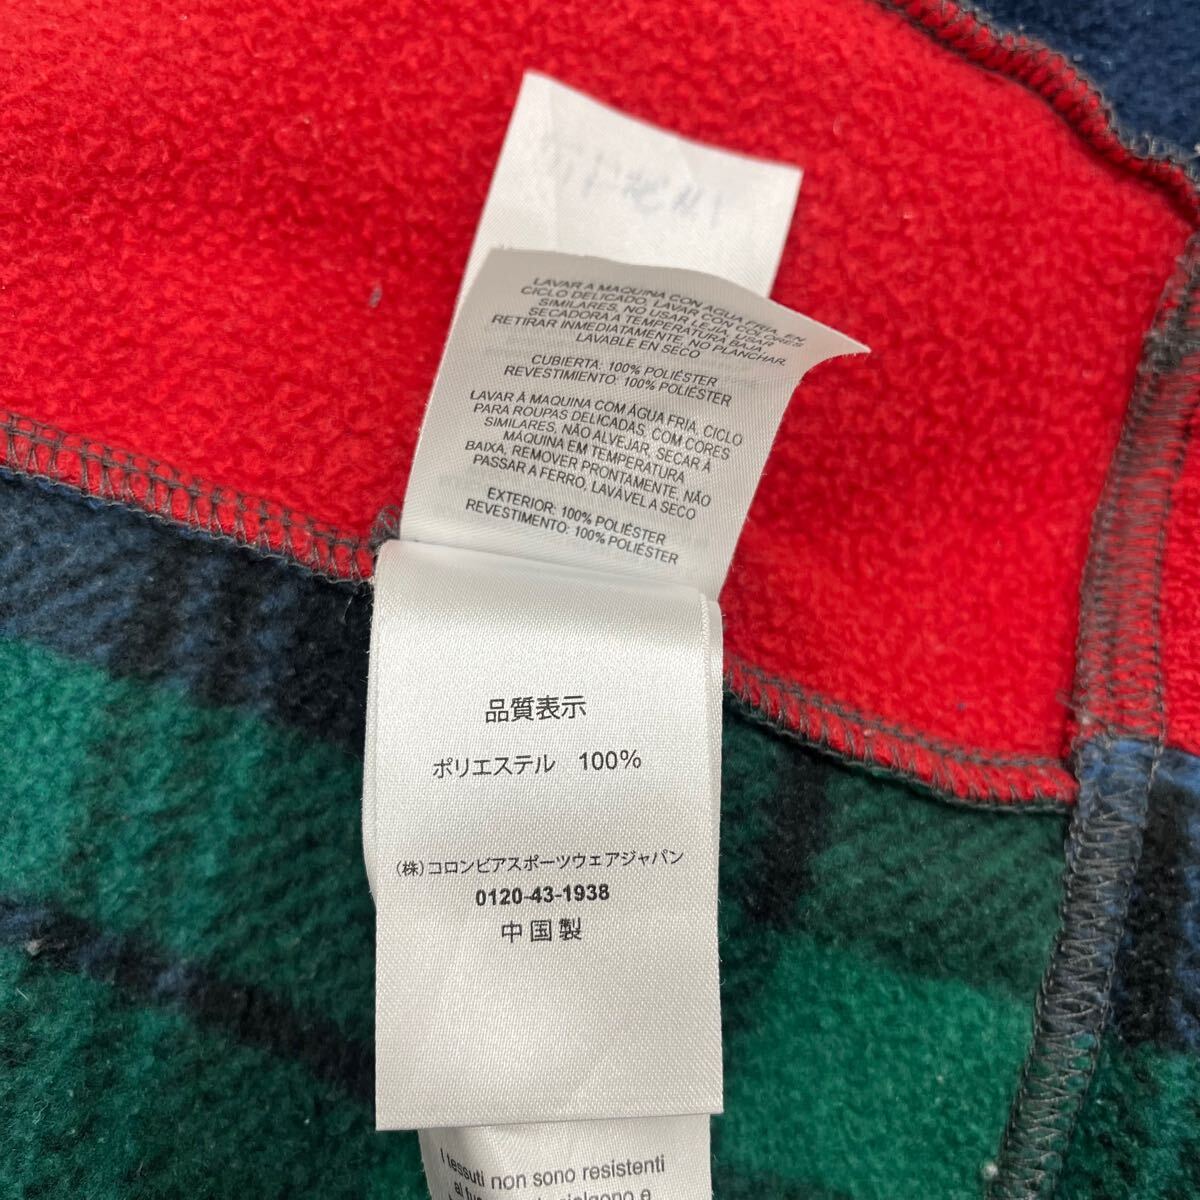 LAVAR A MAQUINA CON AGUA FRIA, EN
CICLO DELICADO, LAVAR CON COLORES
SIMILARES, NO USAR LEJIA, USAR
SECADORA A TEMPERATURA BAJA,
RETIRAR INMEDIATAMENTE, NO PLANCHAR,
LAVABLE EN SECO
CUBIERTA: 100% POLIÉSTER
REVESTIMIENTO: 100% POLIÉSTER
LAVAR À MAQUINA COM ÁGUA FRIA, CICLO
PARA ROUPAS DELICADAS, COM CORES
SIMILARES, NÃO ALVEJAR, SECAR À
MÁQUINA EM TEMPERATURA
BAIXA, REMOVER PRONTAMENTE, NÃO
PASSAR A FERRO, LAVÁVEL A SECO
EXTERIOR: 100% POLIÉSTER
REVESTIMENTO: 100% POLIÉSTER
品質表示
ポリエステル 100%
(株)コロンビアスポーツウェアジャパン
0120-43-1938
中国製
I tessuti non sono resistenti